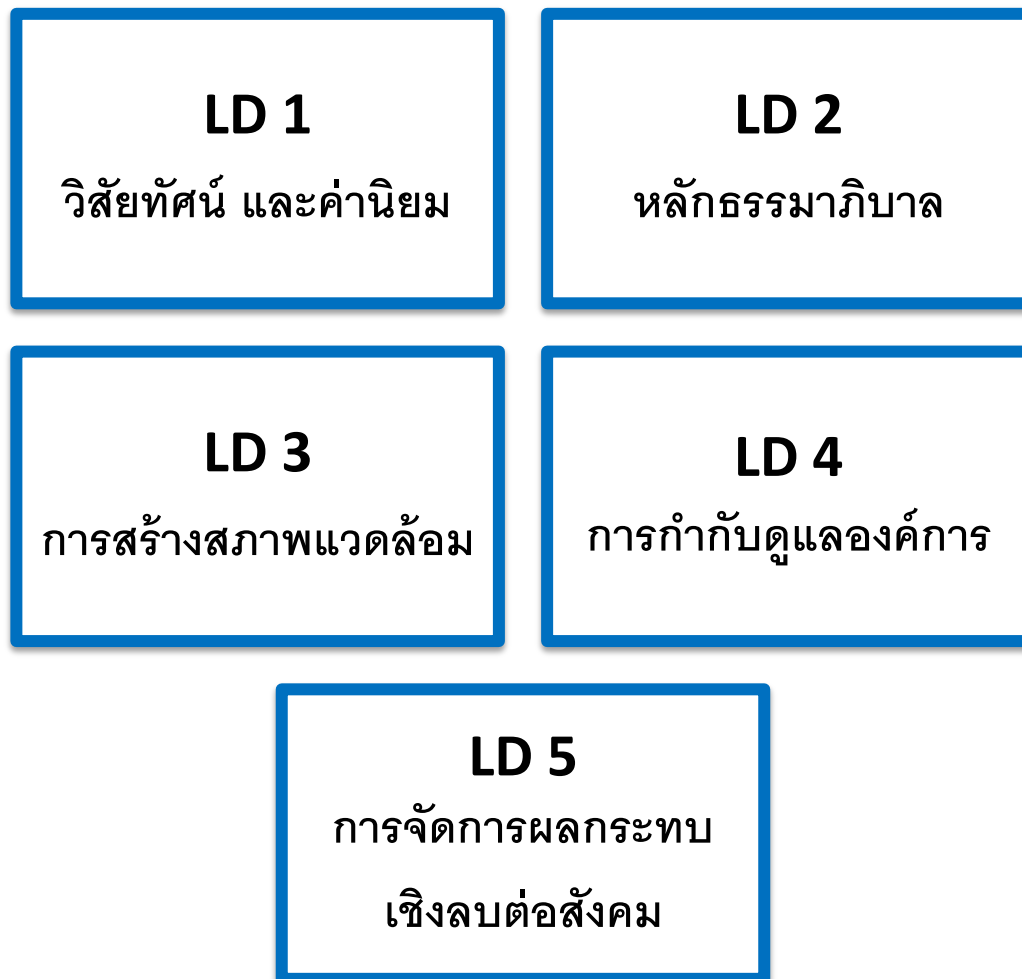 LD 1
วิสัยทัศน์ และค่านิยม
LD 2
หลักธรรมาภิบาล
LD 3
การสร้างสภาพแวดล้อม
LD 4
การกำกับดูแลองค์การ
LD 5
การจัดการผลกระทบ
เชิงลบต่อสังคม